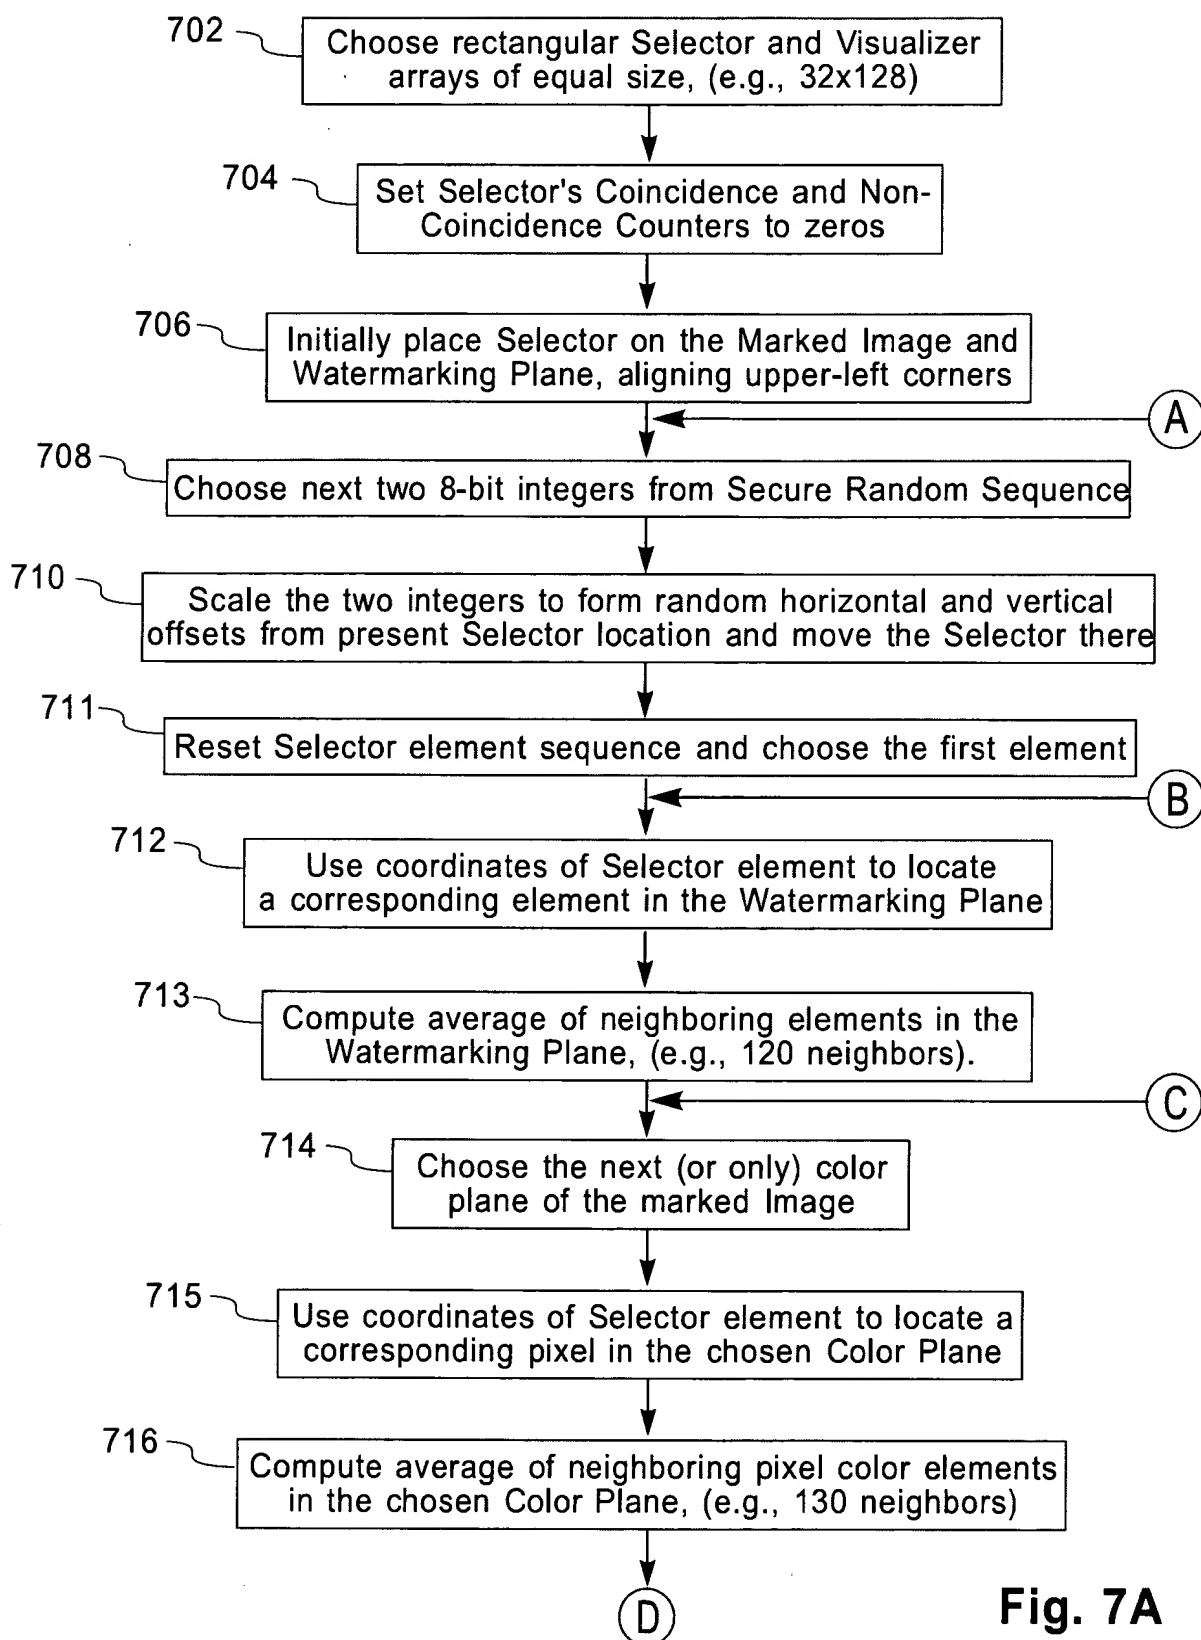 702
Choose rectangular Selector and Visualizer
arrays of equal size, (e.g., 32x128)
704
Set Selector's Coincidence and Non-
Coincidence Counters to zeros
706
Initially place Selector on the Marked Image and
Watermarking Plane, aligning upper-left corners
A
708
Choose next two 8-bit integers from Secure Random Sequence
710
Scale the two integers to form random horizontal and vertical
offsets from present Selector location and move the Selector there
711
Reset Selector element sequence and choose the first element
B
712
Use coordinates of Selector element to locate
a corresponding element in the Watermarking Plane
713
Compute average of neighboring elements in the
Watermarking Plane, (e.g., 120 neighbors).
C
714
Choose the next (or only) color
plane of the marked Image
715
Use coordinates of Selector element to locate a
corresponding pixel in the chosen Color Plane
716
Compute average of neighboring pixel color elements
in the chosen Color Plane, (e.g., 130 neighbors)
D
Fig. 7A